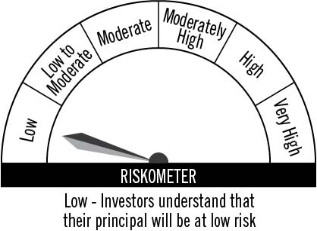 Low
Low to
Moderate
Moderate
Moderately
High
High
Very High
RISKOMETER
Low - Investors understand that
their principal will be at low risk